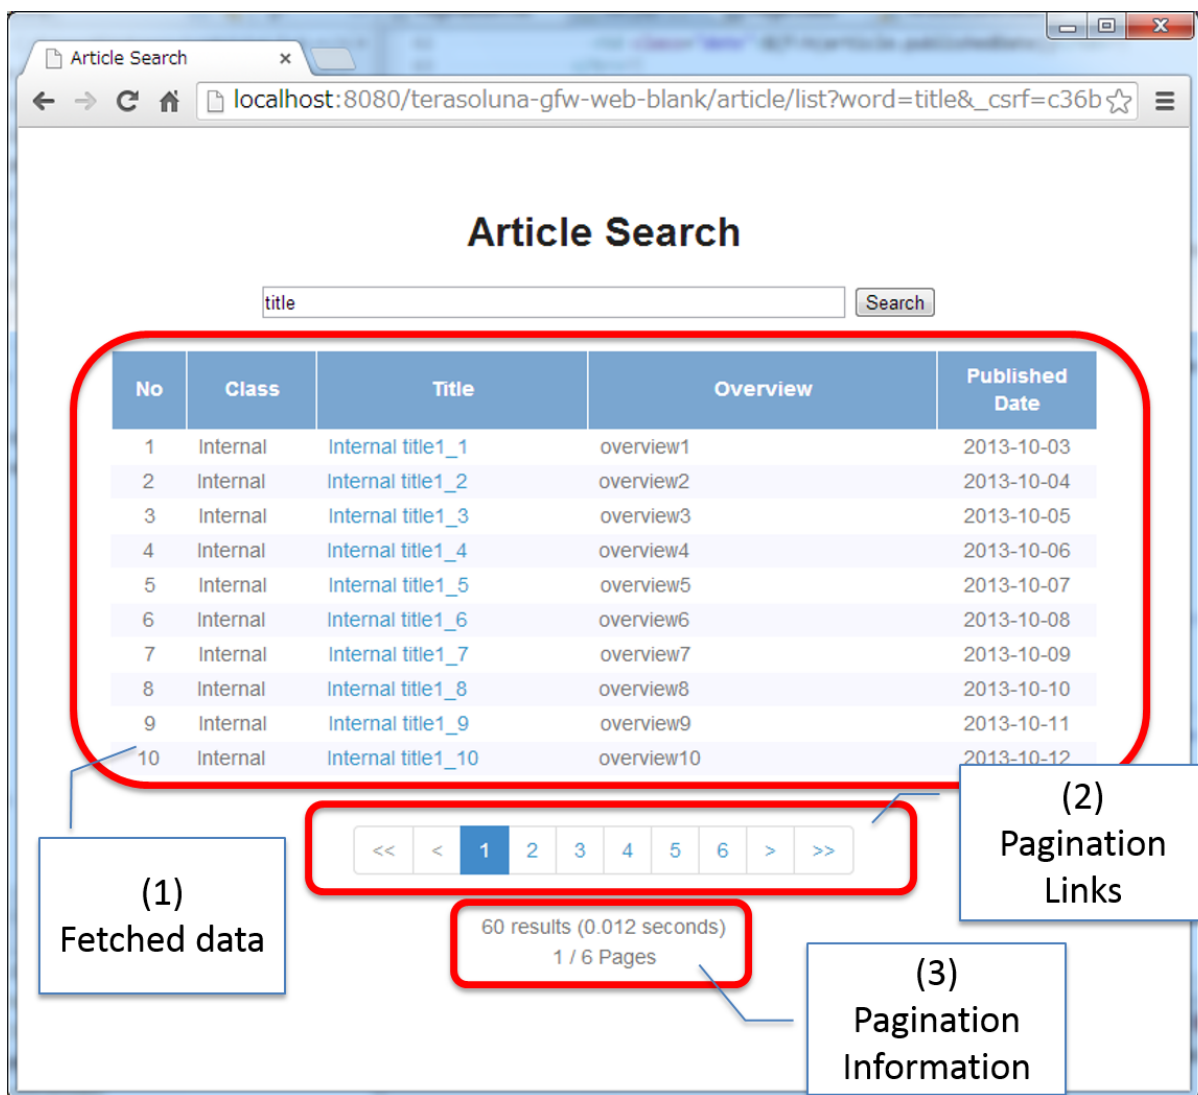 Article Search
localhost:8080/terasoluna-gfw-web-blank/article/list?word=title&_csrf=c36b
Article Search
title Search
No Class Title Overview Published Date
1 Internal Internal title1_1 overview1 2013-10-03
2 Internal Internal title1_2 overview2 2013-10-04
3 Internal Internal title1_3 overview3 2013-10-05
4 Internal Internal title1_4 overview4 2013-10-06
5 Internal Internal title1_5 overview5 2013-10-07
6 Internal Internal title1_6 overview6 2013-10-08
7 Internal Internal title1_7 overview7 2013-10-09
8 Internal Internal title1_8 overview8 2013-10-10
9 Internal Internal title1_9 overview9 2013-10-11
10 Internal Internal title1_10 overview10 2013-10-12
<< < 1 2 3 4 5 6 > >>
60 results (0.012 seconds)
1 / 6 Pages
(1)
Fetched data
(2)
Pagination
Links
(3)
Pagination
Information